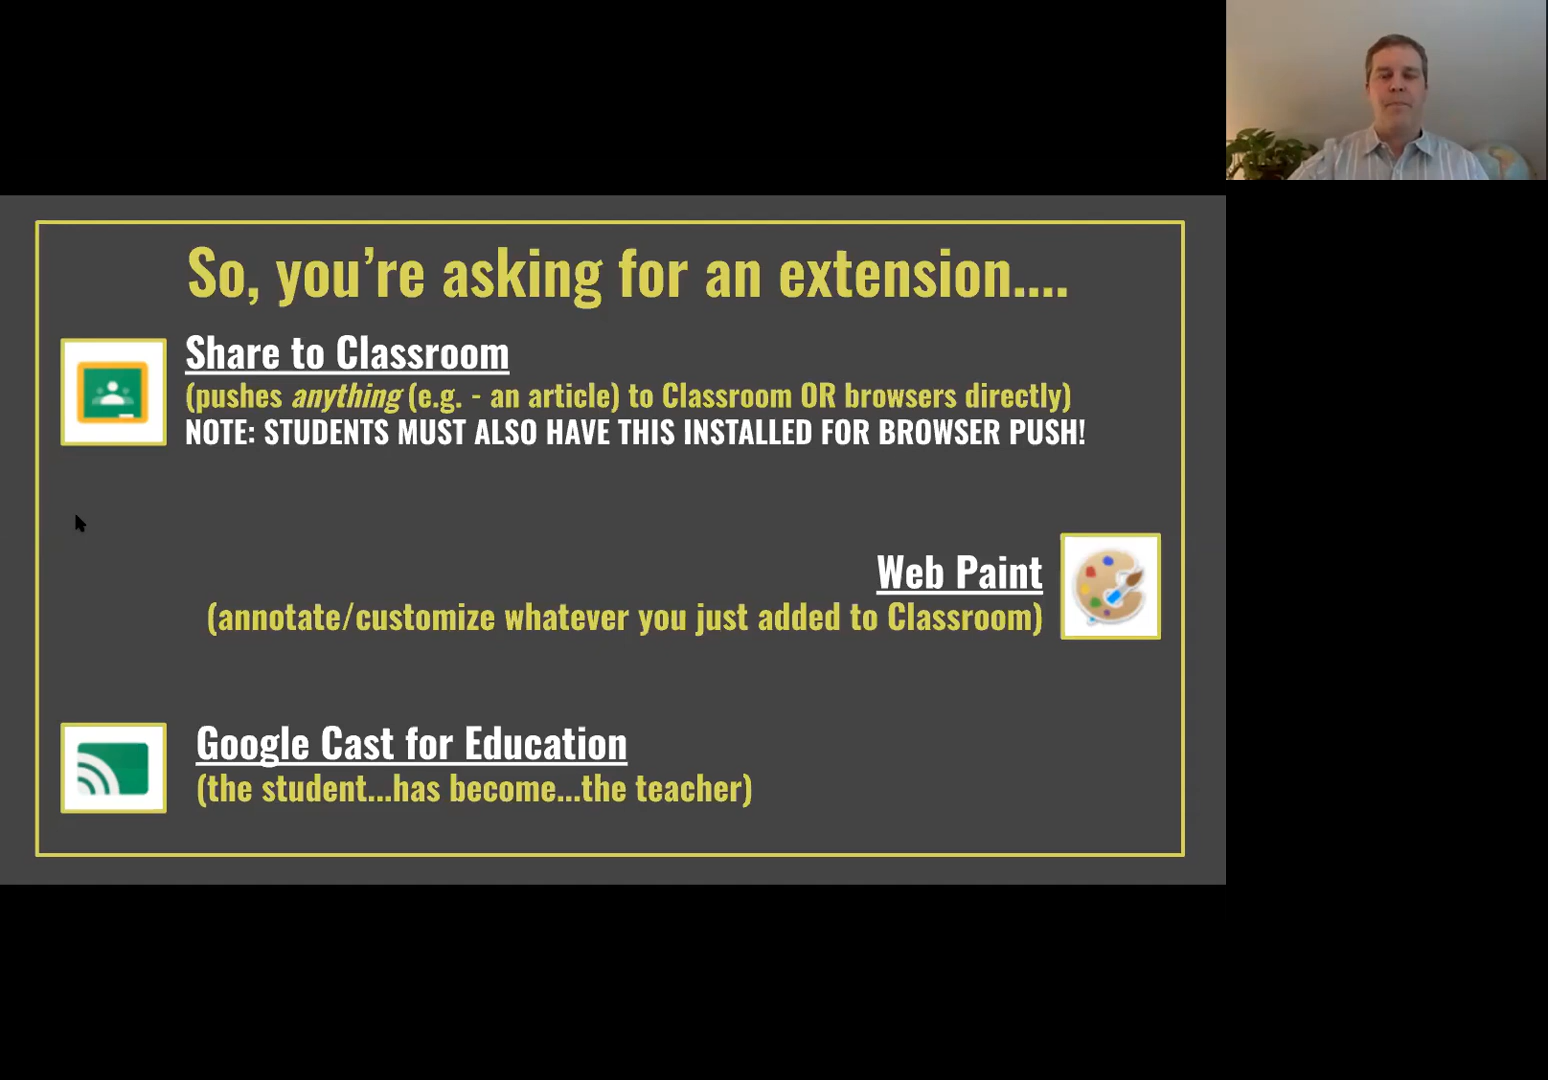 So, you're asking for an extension....
Share to Classroom
(pushes anything (e.g. - an article) to Classroom OR browsers directly)
NOTE: STUDENTS MUST ALSO HAVE THIS INSTALLED FOR BROWSER PUSH!
Web Paint
(annotate/customize whatever you just added to Classroom)
Google Cast for Education
(the student...has become...the teacher)